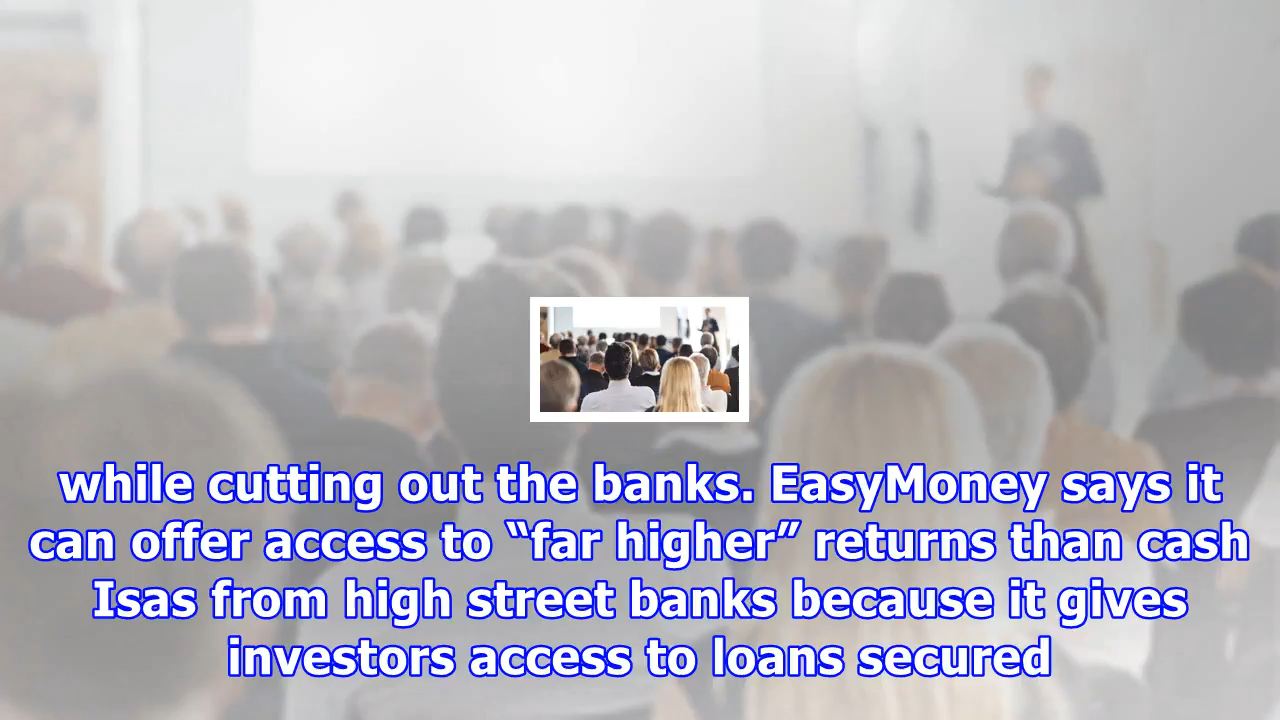 while cutting out the banks. EasyMoney says it
can offer access to “far higher” returns than cash
Isas from high street banks because it gives
investors access to loans secured